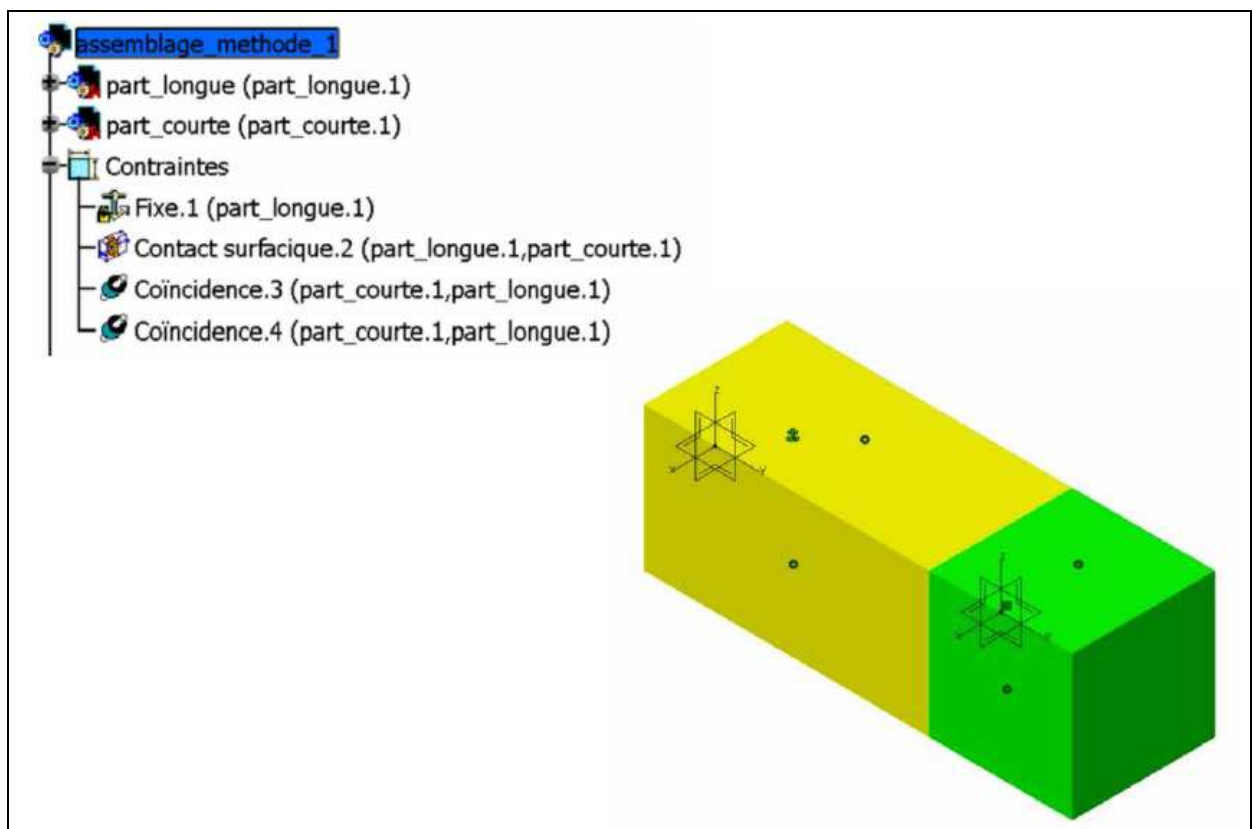 assemblage_methode_1
part_longue (part_longue.1)
part_courte (part_courte.1)
Contraintes
Fixe.1 (part_longue.1)
Contact surfacique.2 (part_longue.1,part_courte.1)
Coïncidence.3 (part_courte.1,part_longue.1)
Coïncidence.4 (part_courte.1,part_longue.1)
z
x
y
z